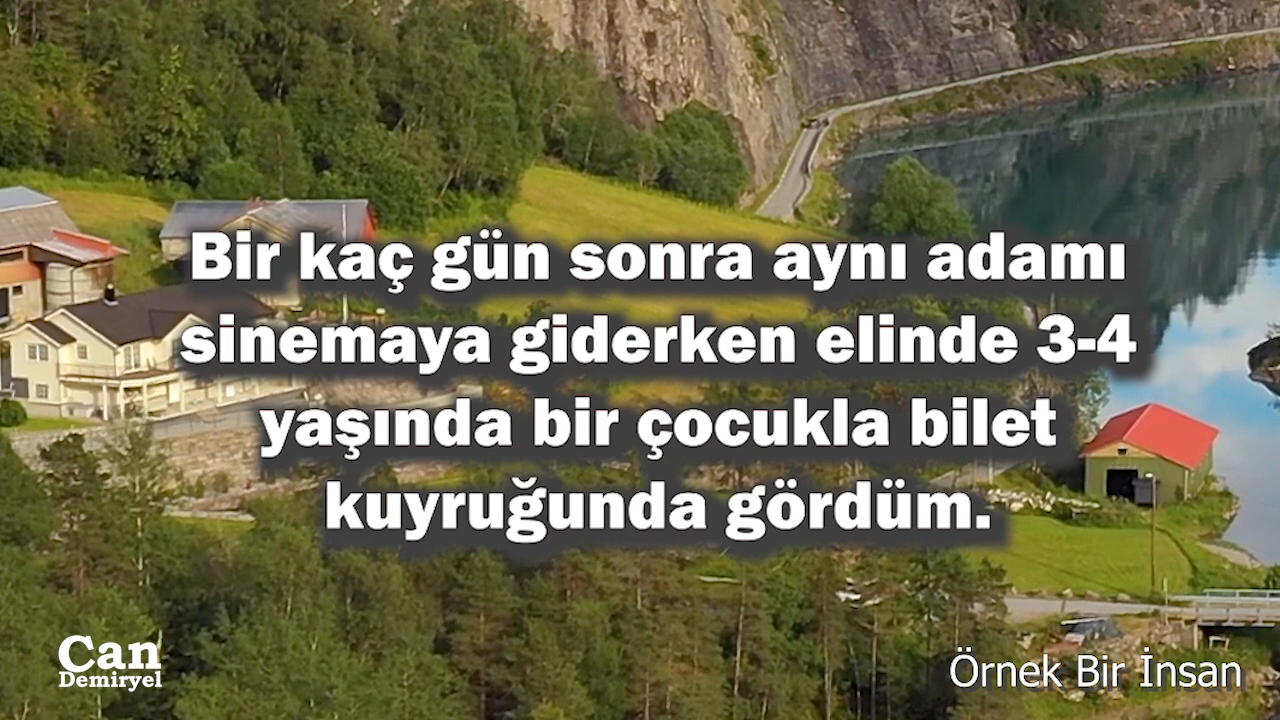 Bir kaç gün sonra aynı adamı
sinemaya giderken elinde 3-4
yaşında bir çocukla bilet
kuyruğunda gördüm.
Can
Demiryel
Örnek Bir İnsan